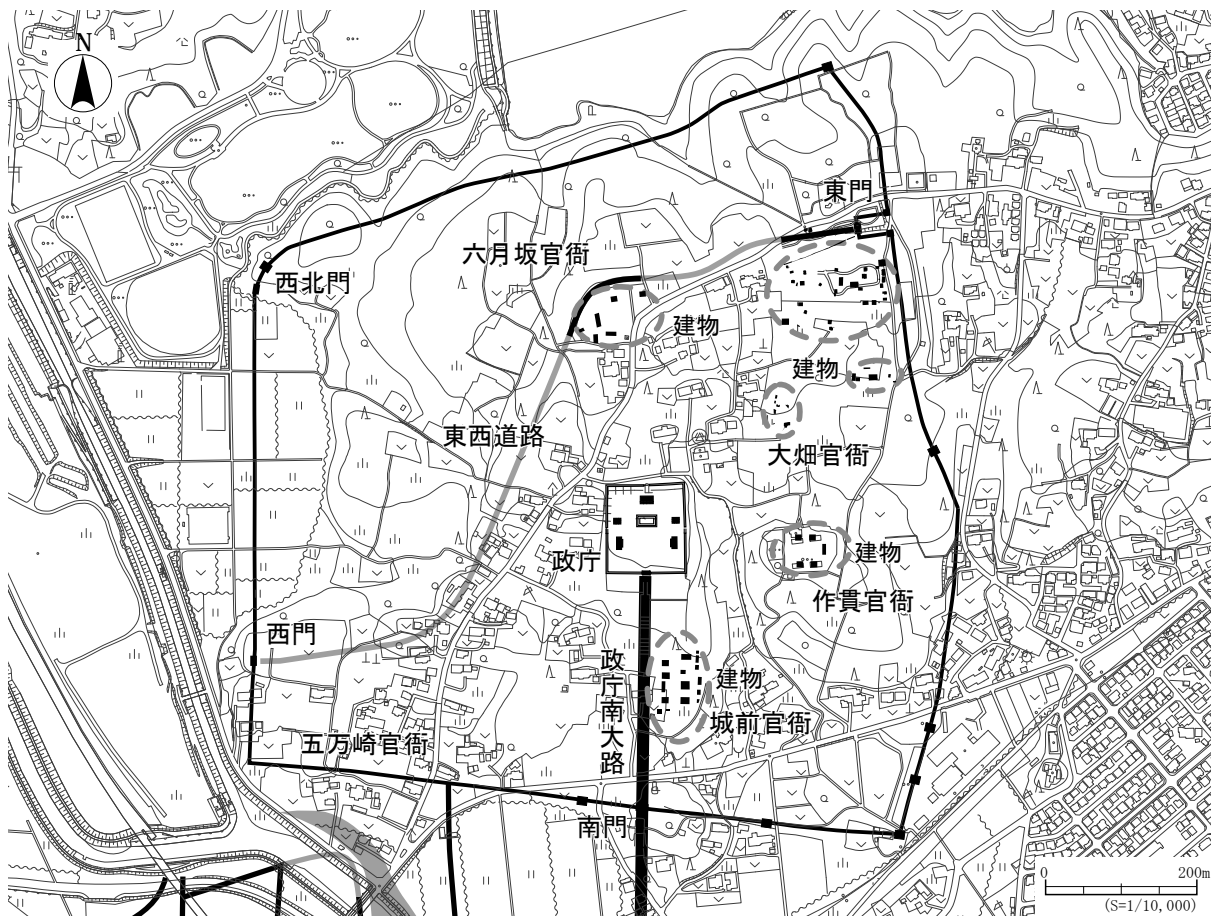 N
東門
六月坂官衙
西北門
建物
建物
東西道路
大畑官衙
政庁
建物
作貫官衙
西門
政庁南大路
建物
城前官衙
五万崎官衙
南門
0 200m
(S=1/10,000)